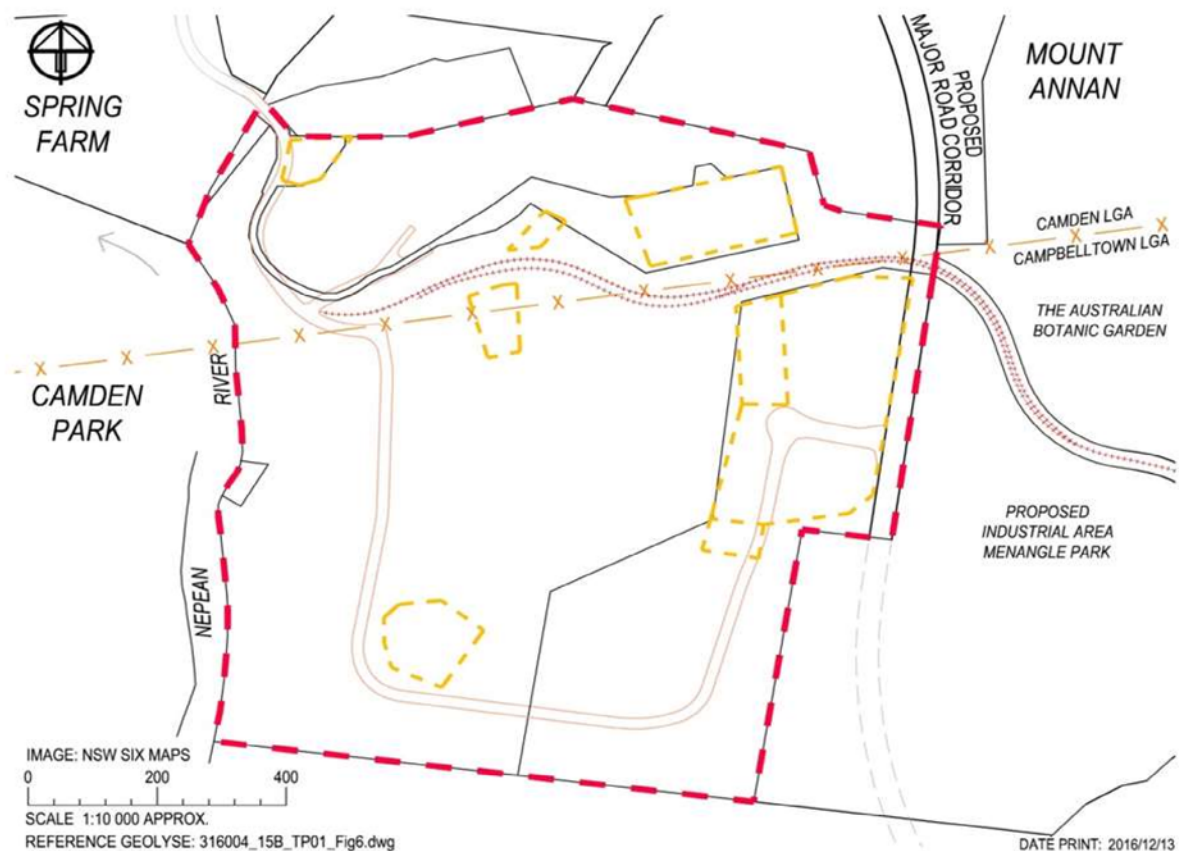 SPRING
FARM
MOUNT
ANNAN
PROPOSED
MAJOR ROAD CORRIDOR
CAMDEN LGA
CAMPBELLTOWN LGA
THE AUSTRALIAN
BOTANIC GARDEN
CAMDEN
PARK
RIVER
NEPEAN
PROPOSED
INDUSTRIAL AREA
MENANGLE PARK
IMAGE: NSW SIX MAPS
0 200 400
SCALE 1:10 000 APPROX.
REFERENCE GEOLYSE: 316004_15B_TP01_Fig6.dwg
DATE PRINT: 2016/12/13